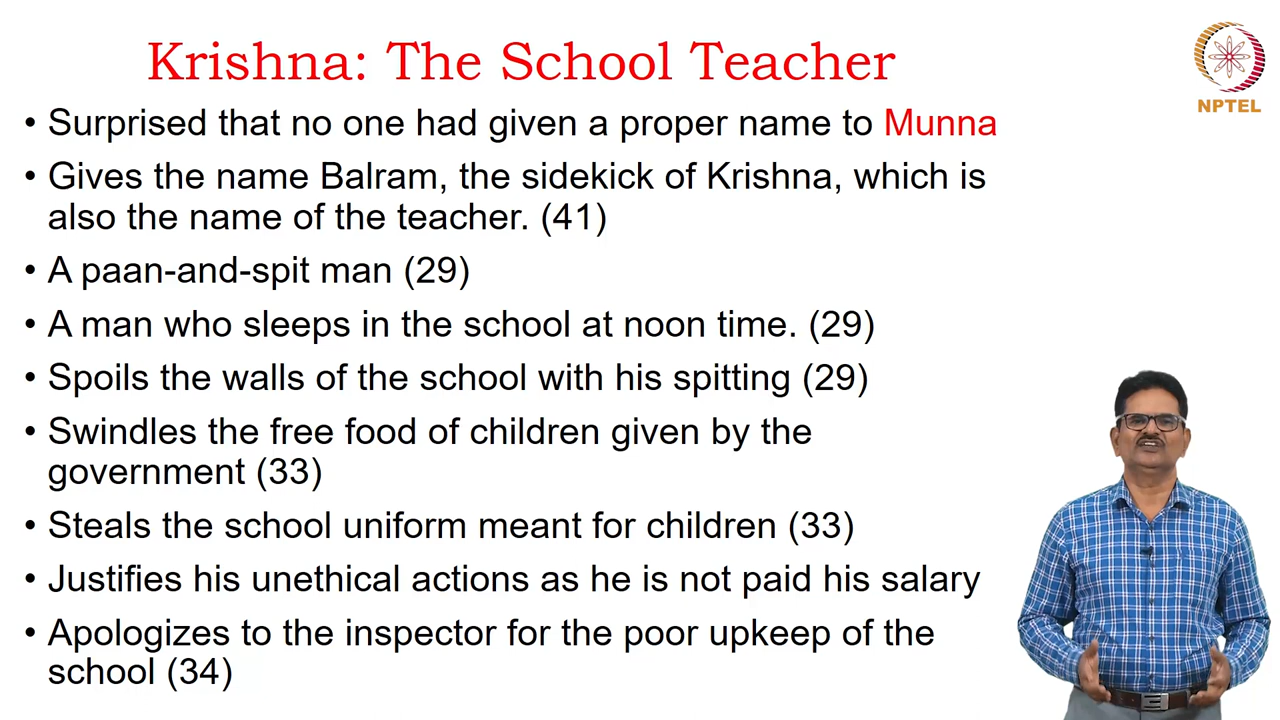 Krishna: The School Teacher
NPTEL
• Surprised that no one had given a proper name to Munna
• Gives the name Balram, the sidekick of Krishna, which is
also the name of the teacher. (41)
• A paan-and-spit man (29)
• A man who sleeps in the school at noon time. (29)
• Spoils the walls of the school with his spitting (29)
• Swindles the free food of children given by the
government (33)
• Steals the school uniform meant for children (33)
• Justifies his unethical actions as he is not paid his salary
• Apologizes to the inspector for the poor upkeep of the
school (34)